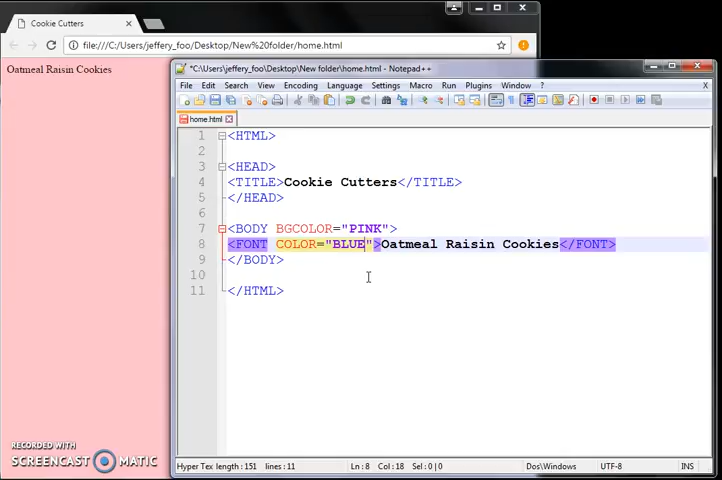 Cookie Cutters
file:///C:/Users/jeffery_foo/Desktop/New%20folder/home.html
Oatmeal Raisin Cookies
*C:\Users\jeffery_foo\Desktop\New folder\home.html - Notepad++
File Edit Search View Encoding Language Settings Macro Run Plugins Window ? X
home.html
1 <HTML>
2
3 <HEAD>
4 <TITLE>Cookie Cutters</TITLE>
5 </HEAD>
6
7 <BODY BGCOLOR="PINK">
8 <FONT COLOR="BLUE">Oatmeal Raisin Cookies</FONT>
9 </BODY>
10
11 </HTML>
RECORDED WITH
SCREENCAST MATIC
Hyper Tex length : 151 lines : 11 Ln : 8 Col : 18 Sel : 0 | 0 Dos\Windows UTF-8 INS